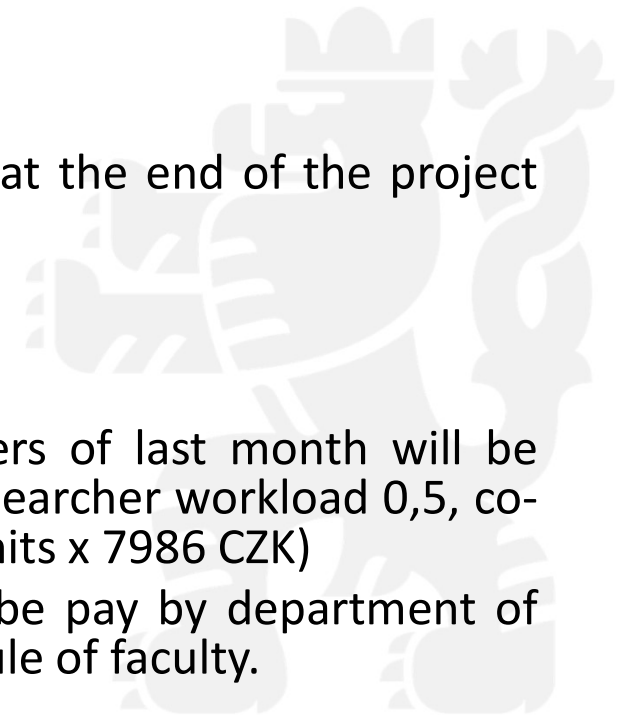 at the end of the project
ers of last month will be
earcher workload 0,5, co-
nits x 7986 CZK)
be pay by department of
ule of faculty.